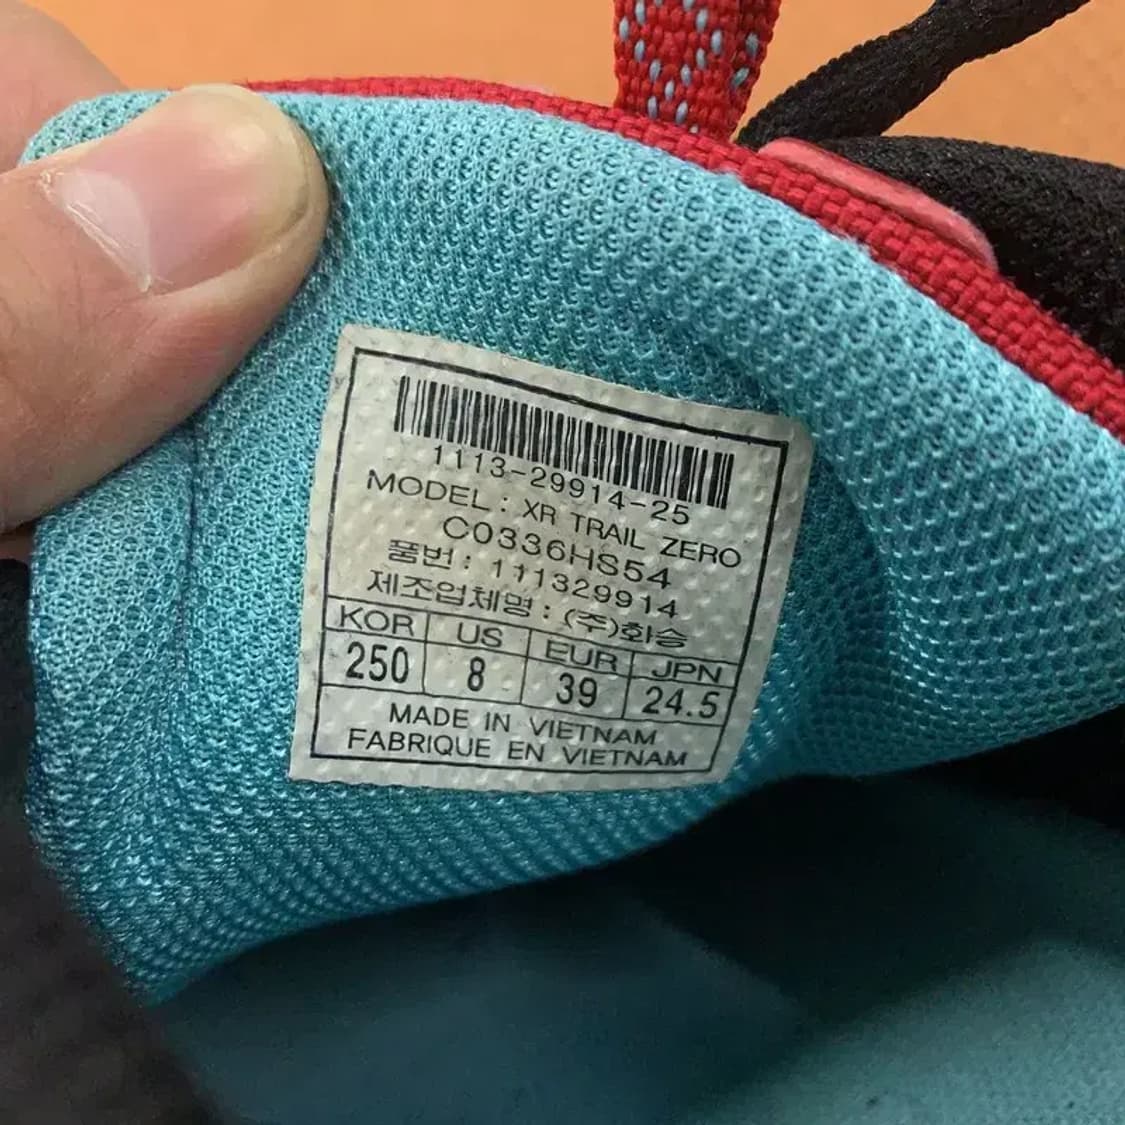 1113-29914-25
MODEL : XR TRAIL ZERO
C0336HS54
품번 : 111329914
제조업체명 : (주)화승
KOR US EUR JPN
250 8 39 24.5
MADE IN VIETNAM
FABRIQUE EN VIETNAM